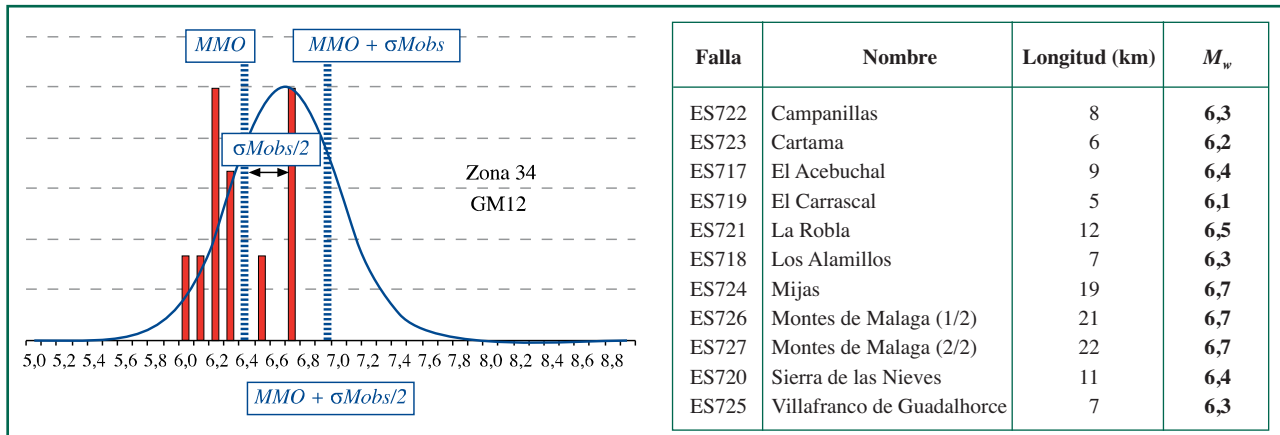 MMO
MMO + σMobs
σMobs/2
Zona 34
GM12
5,0 5,2 5,4 5,6 5,8 6,0 6,2 6,4 6,6 6,8 7,0 7,2 7,4 7,6 7,8 8,0 8,2 8,4 8,6 8,8
MMO + σMobs/2
Falla Nombre Longitud (km) Mw
ES722 Campanillas 8 6,3
ES723 Cartama 6 6,2
ES717 El Acebuchal 9 6,4
ES719 El Carrascal 5 6,1
ES721 La Robla 12 6,5
ES718 Los Alamillos 7 6,3
ES724 Mijas 19 6,7
ES726 Montes de Malaga (1/2) 21 6,7
ES727 Montes de Malaga (2/2) 22 6,7
ES720 Sierra de las Nieves 11 6,4
ES725 Villafranco de Guadalhorce 7 6,3